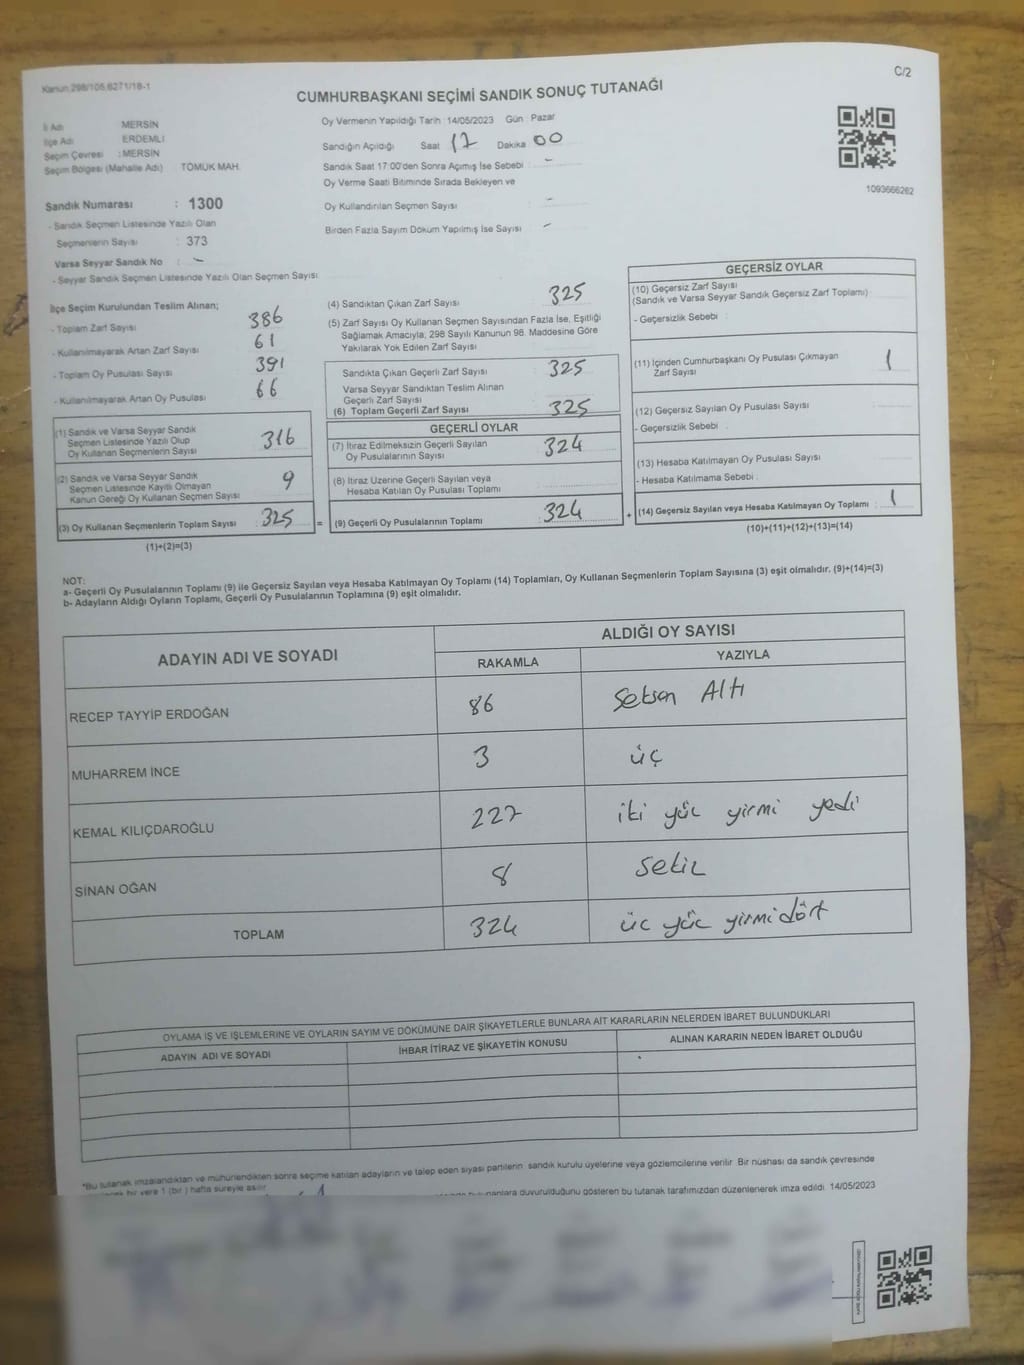 Kanun 298/105,6271/18-1
C/2
CUMHURBAŞKANI SEÇİMİ SANDIK SONUÇ TUTANAĞI
İl Adı MERSİN
İlçe Adı ERDEMLİ
Seçim Çevresi : MERSİN
Seçim Bölgesi (Mahalle Adı) TOMUK MAH.
Sandık Numarası : 1300
- Sandık Seçmen Listesinde Yazılı Olan
Seçmenlerin Sayısı : 373
Varsa Seyyar Sandık No : -
- Seyyar Sandık Seçmen Listesinde Yazılı Olan Seçmen Sayısı
Oy Vermenin Yapıldığı Tarih : 14/05/2023 Gün : Pazar
Sandığın Açıldığı Saat 17 Dakika 00
Sandık Saat 17:00'den Sonra Açımış İse Sebebi : -
Oy Verme Saati Bitiminde Sırada Bekleyen ve
Oy Kullandırılan Seçmen Sayısı -
Birden Fazla Sayım Döküm Yapılmış İse Sayısı -
1093666262
İlçe Seçim Kurulundan Teslim Alınan;
- Toplam Zarf Sayısı 386
- Kullanılmayarak Artan Zarf Sayısı 61
- Toplam Oy Pusulası Sayısı 391
- Kullanılmayarak Artan Oy Pusulası 66
(1) Sandık ve Varsa Seyyar Sandık
Seçmen Listesinde Yazılı Olup
Oy Kullanan Seçmenlerin Sayısı 316
(2) Sandık ve Varsa Seyyar Sandık
Seçmen Listesinde Kayıtlı Olmayan
Kanun Gereği Oy Kullanan Seçmen Sayısı 9
(3) Oy Kullanan Seçmenlerin Toplam Sayısı 325 =
(1)+(2)=(3)
(4) Sandıktan Çıkan Zarf Sayısı 325
(5) Zarf Sayısı Oy Kullanan Seçmen Sayısından Fazla İse, Eşitliği
Sağlamak Amacıyla; 298 Sayılı Kanunun 98. Maddesine Göre
Yakılarak Yok Edilen Zarf Sayısı
Sandıkta Çıkan Geçerli Zarf Sayısı 325
Varsa Seyyar Sandıktan Teslim Alınan
Geçerli Zarf Sayısı
(6) Toplam Geçerli Zarf Sayısı 325
GEÇERLİ OYLAR
(7) İtiraz Edilmeksizin Geçerli Sayılan
Oy Pusulalarının Sayısı 324
(8) İtiraz Üzerine Geçerli Sayılan veya
Hesaba Katılan Oy Pusulası Toplamı
(9) Geçerli Oy Pusulalarının Toplamı : 324 +
GEÇERSİZ OYLAR
(10) Geçersiz Zarf Sayısı
(Sandık ve Varsa Seyyar Sandık Geçersiz Zarf Toplamı)
- Geçersizlik Sebebi :
(11) İçinden Cumhurbaşkanı Oy Pusulası Çıkmayan
Zarf Sayısı 1
(12) Geçersiz Sayılan Oy Pusulası Sayısı
- Geçersizlik Sebebi :
(13) Hesaba Katılmayan Oy Pusulası Sayısı
- Hesaba Katılmama Sebebi :
(14) Geçersiz Sayılan veya Hesaba Katılmayan Oy Toplamı : 1
(10)+(11)+(12)+(13)=(14)
NOT:
a- Geçerli Oy Pusulalarının Toplamı (9) ile Geçersiz Sayılan veya Hesaba Katılmayan Oy Toplamı (14) Toplamları, Oy Kullanan Seçmenlerin Toplam Sayısına (3) eşit olmalıdır. (9)+(14)=(3)
b- Adayların Aldığı Oyların Toplamı, Geçerli Oy Pusulalarının Toplamına (9) eşit olmalıdır.
ADAYIN ADI VE SOYADI ALDIĞI OY SAYISI
RAKAMLA YAZIYLA
RECEP TAYYİP ERDOĞAN 86 Seksen Altı
MUHARREM İNCE 3 üç
KEMAL KILIÇDAROĞLU 227 iki yüz yirmi yedi
SİNAN OĞAN 8 Sekiz
TOPLAM 324 üç yüz yirmidört
OYLAMA İŞ VE İŞLEMLERİNE VE OYLARIN SAYIM VE DÖKÜMÜNE DAİR ŞİKAYETLERLE BUNLARA AİT KARARLARIN NELERDEN İBARET BULUNDUKLARI
ADAYIN ADI VE SOYADI İHBAR İTİRAZ VE ŞİKAYETİN KONUSU ALINAN KARARIN NEDEN İBARET OLDUĞU
*Bu tutanak imzalandıktan ve mühürlendikten sonra seçime katılan adayların ve talep eden siyasi partilerin sandık kurulu üyelerine veya gözlemcilerine verilir Bir nüshası da sandık çevresinde
bir yere 1 (bir) hafta süreyle asılır
duyurulduğunu gösteren bu tutanak tarafımızdan düzenlenerek imza edildi 14/05/2023